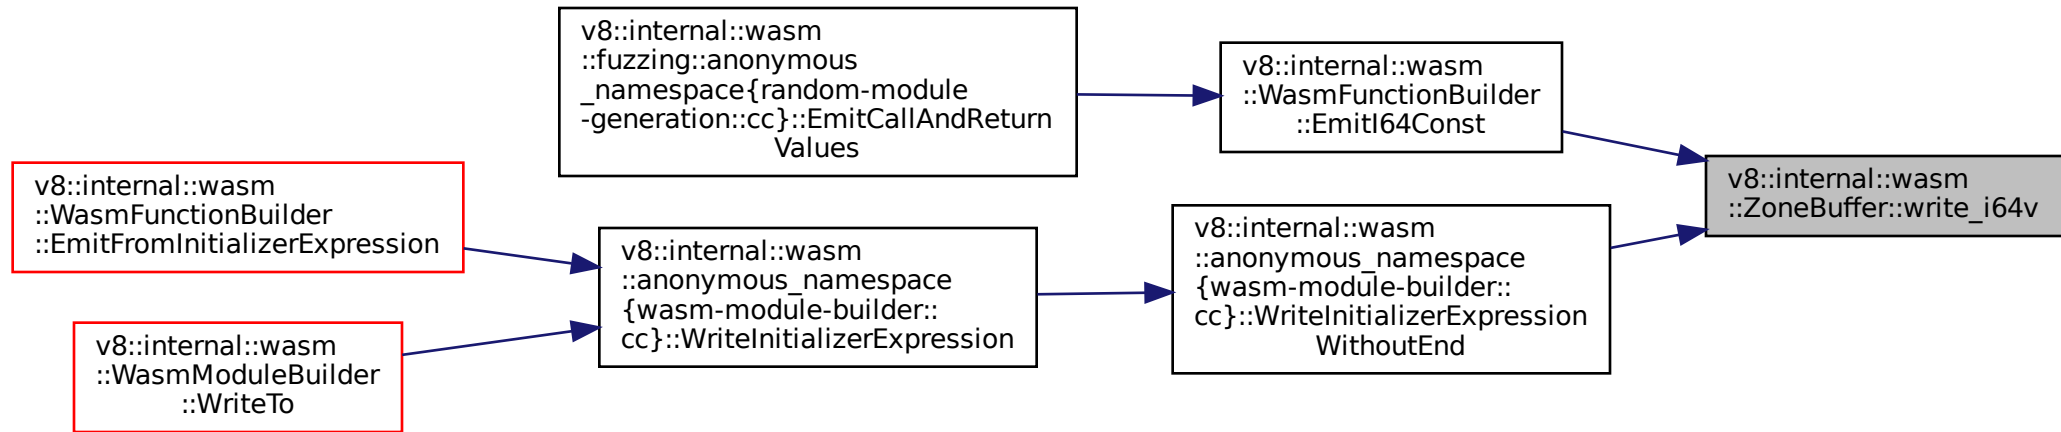 v8::internal::wasm
::fuzzing::anonymous
_namespace{random-module
-generation::cc}::EmitCallAndReturn
Values
v8::internal::wasm
::WasmFunctionBuilder
::EmitI64Const
v8::internal::wasm
::ZoneBuffer::write_i64v
v8::internal::wasm
::WasmFunctionBuilder
::EmitFromInitializerExpression
v8::internal::wasm
::anonymous_namespace
{wasm-module-builder::
cc}::WriteInitializerExpression
v8::internal::wasm
::anonymous_namespace
{wasm-module-builder::
cc}::WriteInitializerExpression
WithoutEnd
v8::internal::wasm
::WasmModuleBuilder
::WriteTo